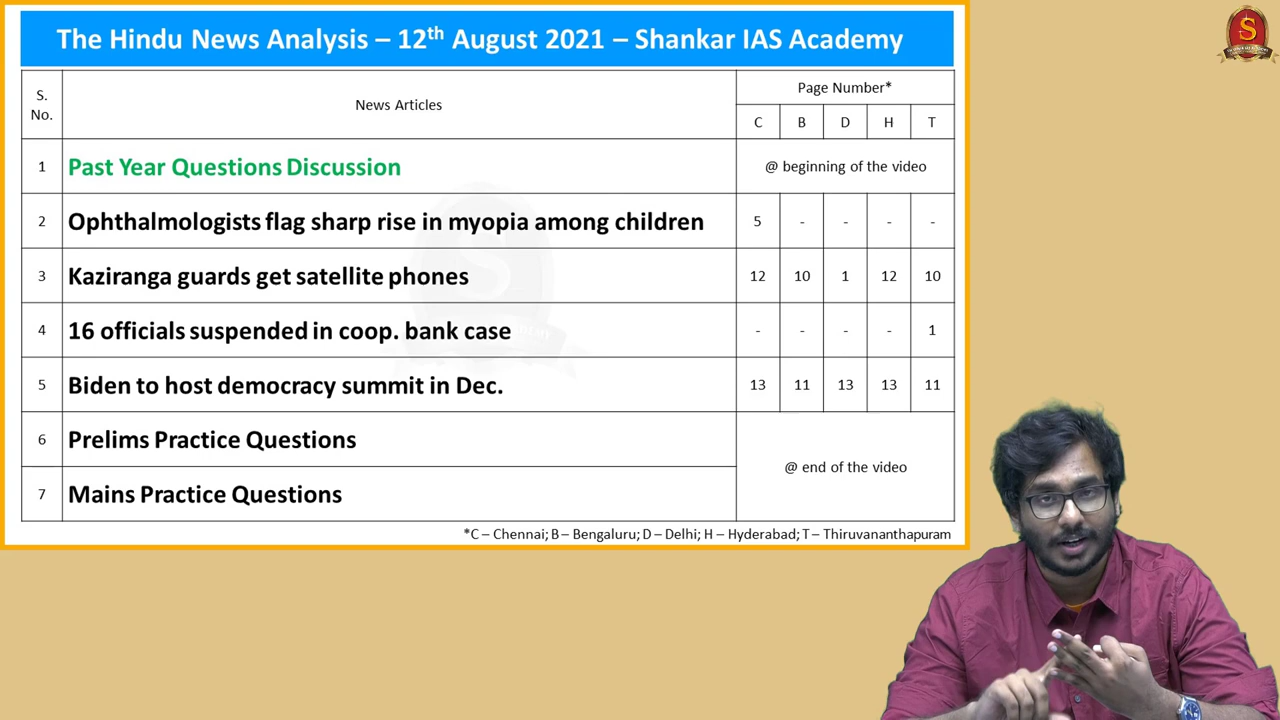 The Hindu News Analysis – 12th August 2021 – Shankar IAS Academy
S. No. News Articles Page Number*
C B D H T
1 Past Year Questions Discussion @ beginning of the video
2 Ophthalmologists flag sharp rise in myopia among children 5 - - - -
3 Kaziranga guards get satellite phones 12 10 1 12 10
4 16 officials suspended in coop. bank case - - - - 1
5 Biden to host democracy summit in Dec. 13 11 13 13 11
6 Prelims Practice Questions
@ end of the video
7 Mains Practice Questions
*C – Chennai; B – Bengaluru; D – Delhi; H – Hyderabad; T – Thiruvananthapuram
S